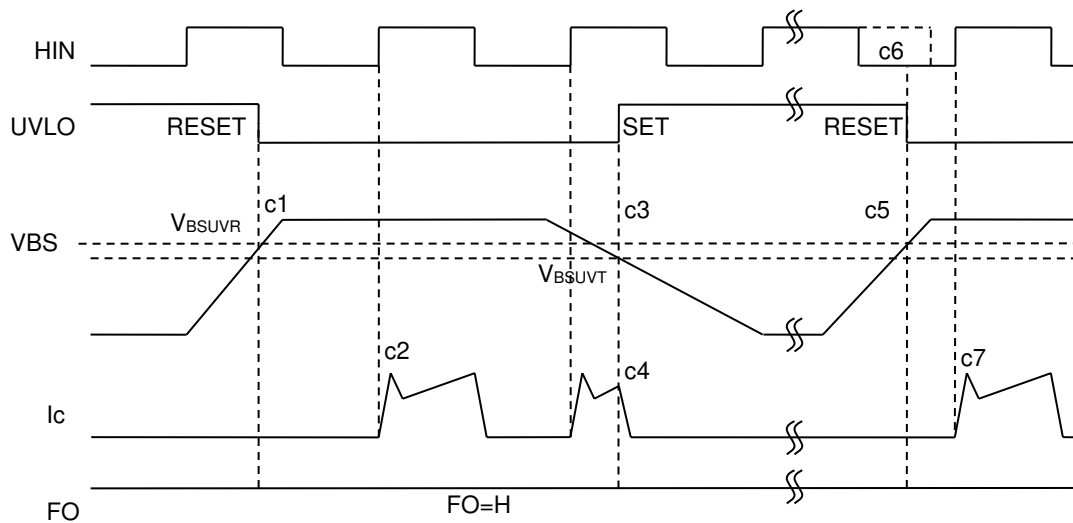 HIN
c6
UVLO
RESET
SET
RESET
c1
c3
c5
VBSUVR
VBS
VBSUVT
c2
c4
c7
Ic
FO
FO=H